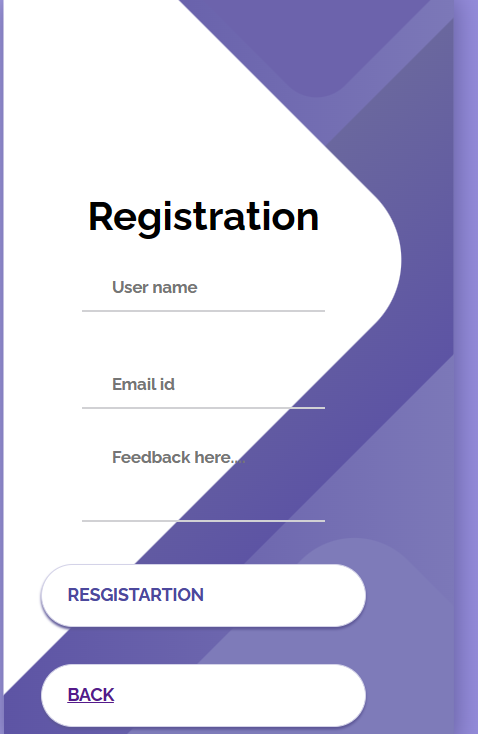 Registration
User name
Email id
Feedback here....
RESGISTARTION
BACK